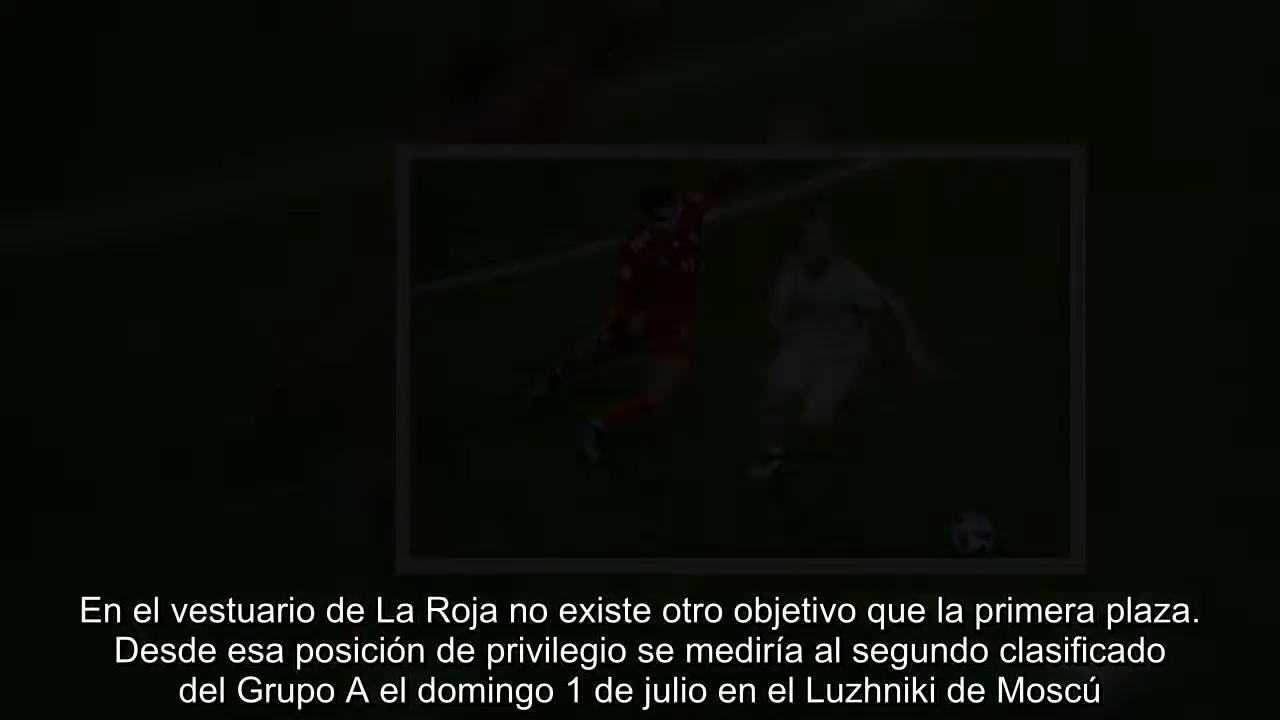 En el vestuario de La Roja no existe otro objetivo que la primera plaza.
Desde esa posición de privilegio se mediría al segundo clasificado
del Grupo A el domingo 1 de julio en el Luzhniki de Moscú